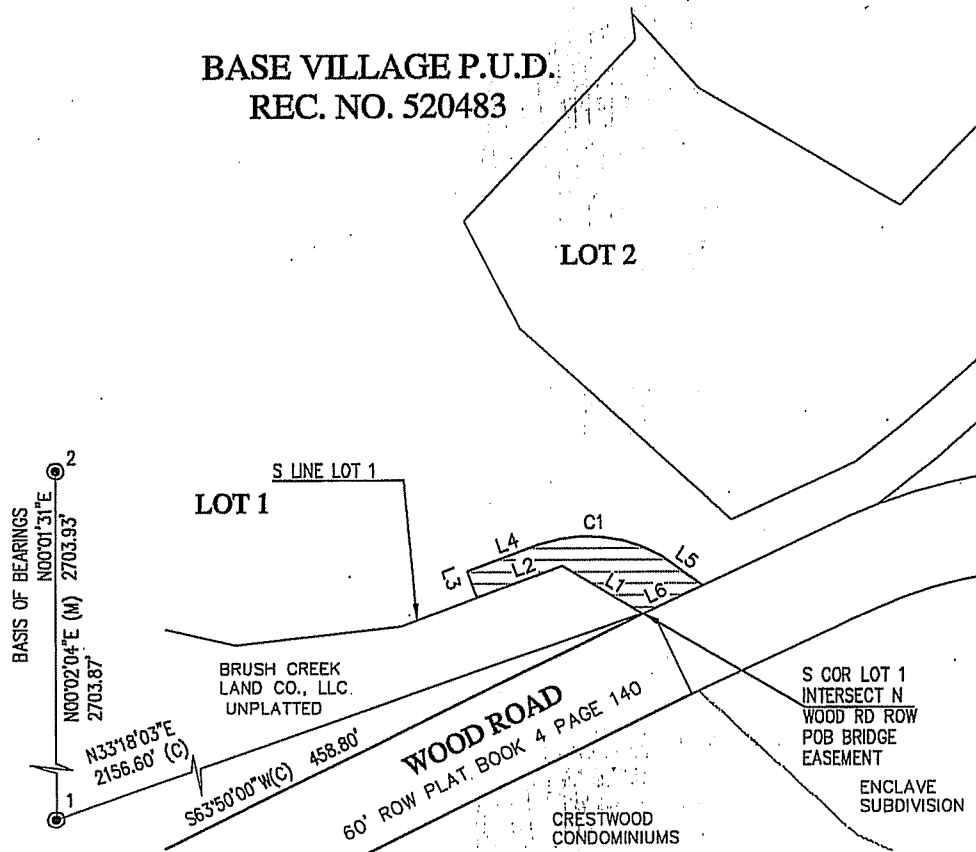 BASE VILLAGE P.U.D.
REC. NO. 520483
LOT 2
2
S LINE LOT 1
LOT 1
BASIS OF BEARINGS
N00°01'31"E
2703.93'
N00°02'04"E (M)
2703.87'
L3
L4
L2
C1
L1
L5
L6
BRUSH CREEK
LAND CO., LLC.
UNPLATTED
N33°18'03"E
2156.60' (C)
1
S63°50'00"W(C) 458.80'
WOOD ROAD
60' ROW PLAT BOOK 4 PAGE 140
S COR LOT 1
INTERSECT N
WOOD RD ROW
POB BRIDGE
EASEMENT
ENCLAVE
SUBDIVISION
CRESTWOOD
CONDOMINIUMS